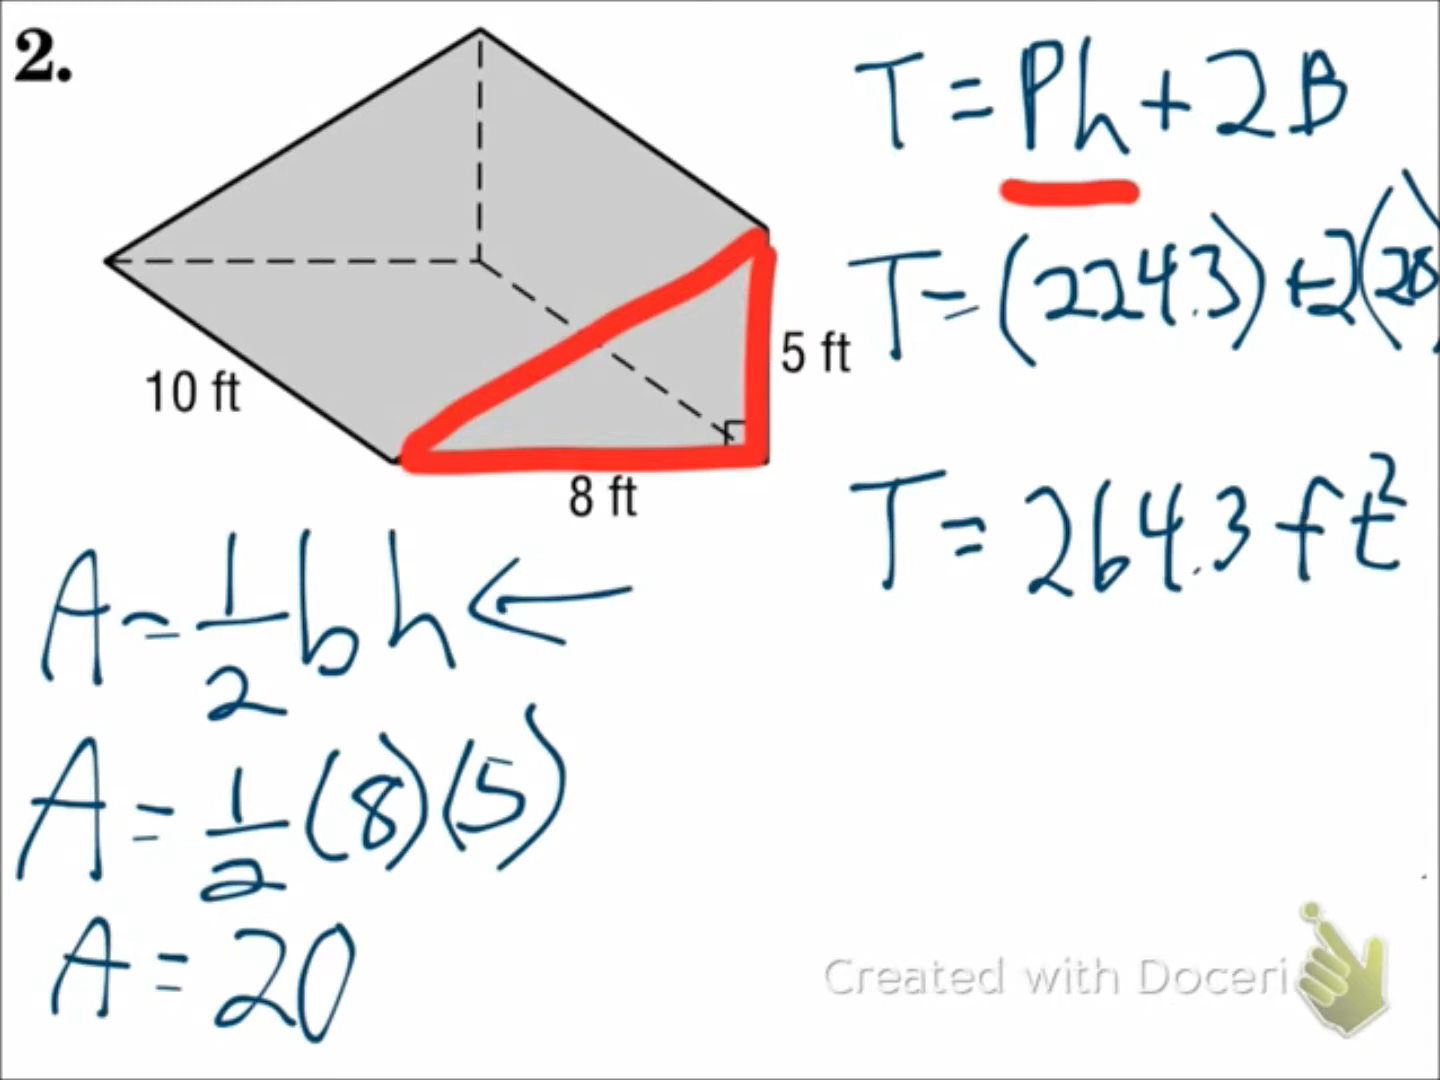 2.
10 ft
5 ft
8 ft
T = Ph + 2B
T = (224.3) + 2(20)
T = 264.3 ft²
A = 1/2 bh ←
A = 1/2 (8)(5)
A = 20
Created with Doceri